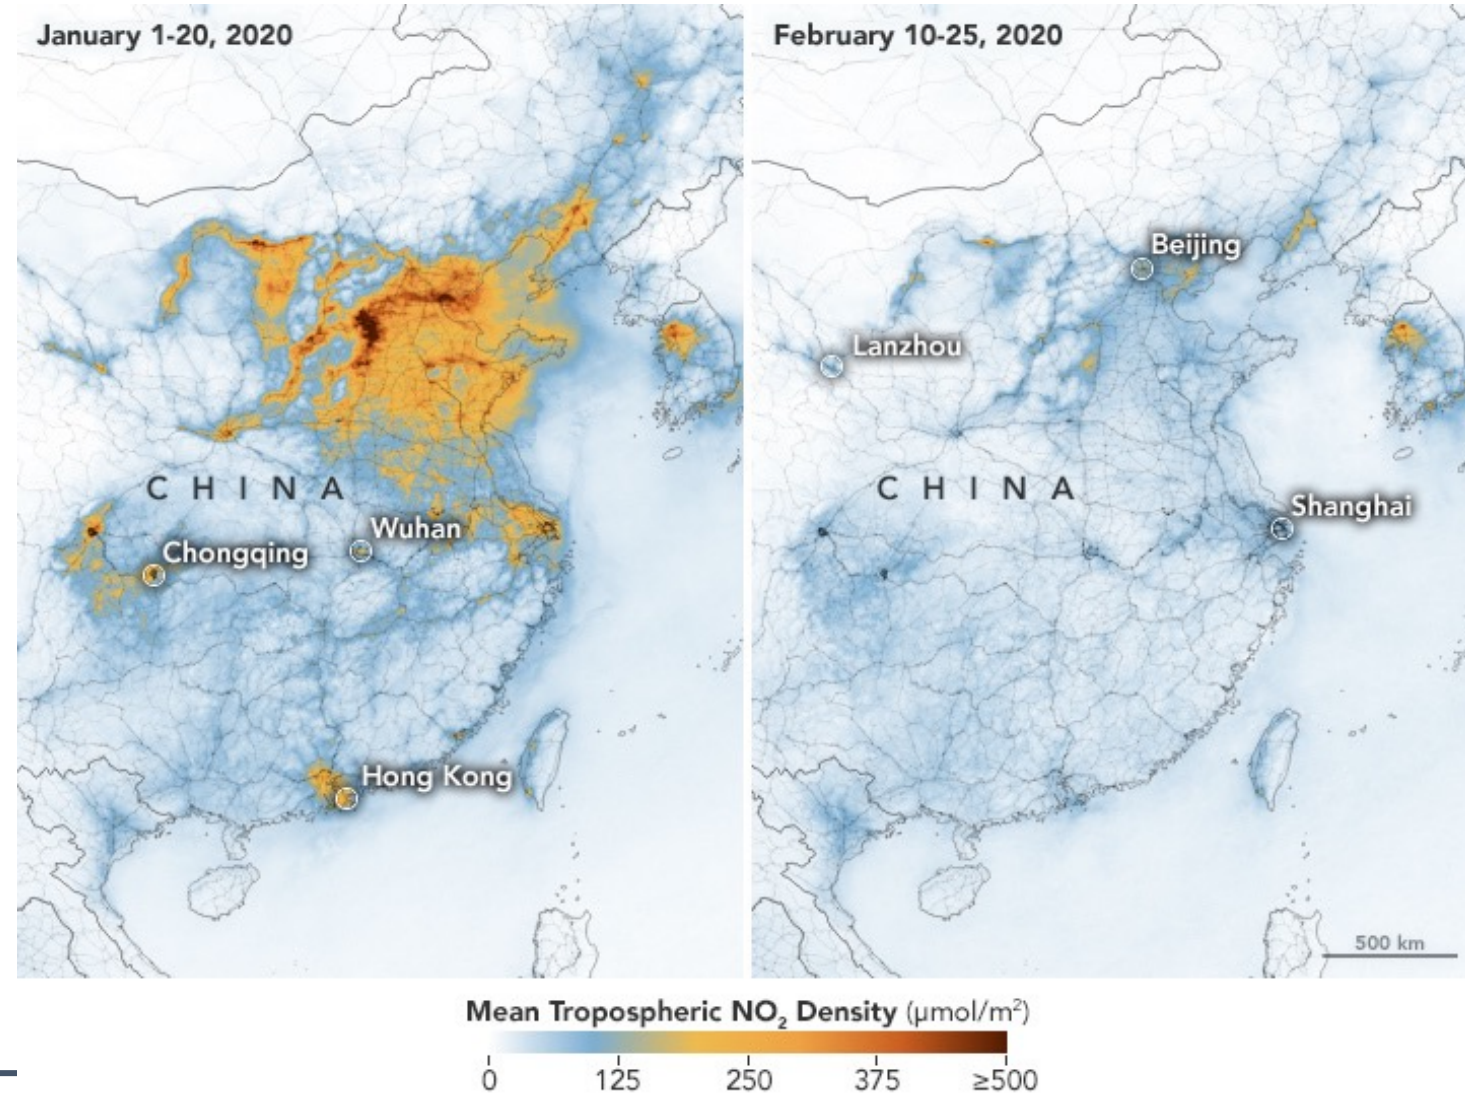 January 1-20, 2020
February 10-25, 2020
Beijing
Lanzhou
CHINA
CHINA
Wuhan
Shanghai
Chongqing
Hong Kong
500 km
Mean Tropospheric NO₂ Density (µmol/m²)
0 125 250 375 ≥500